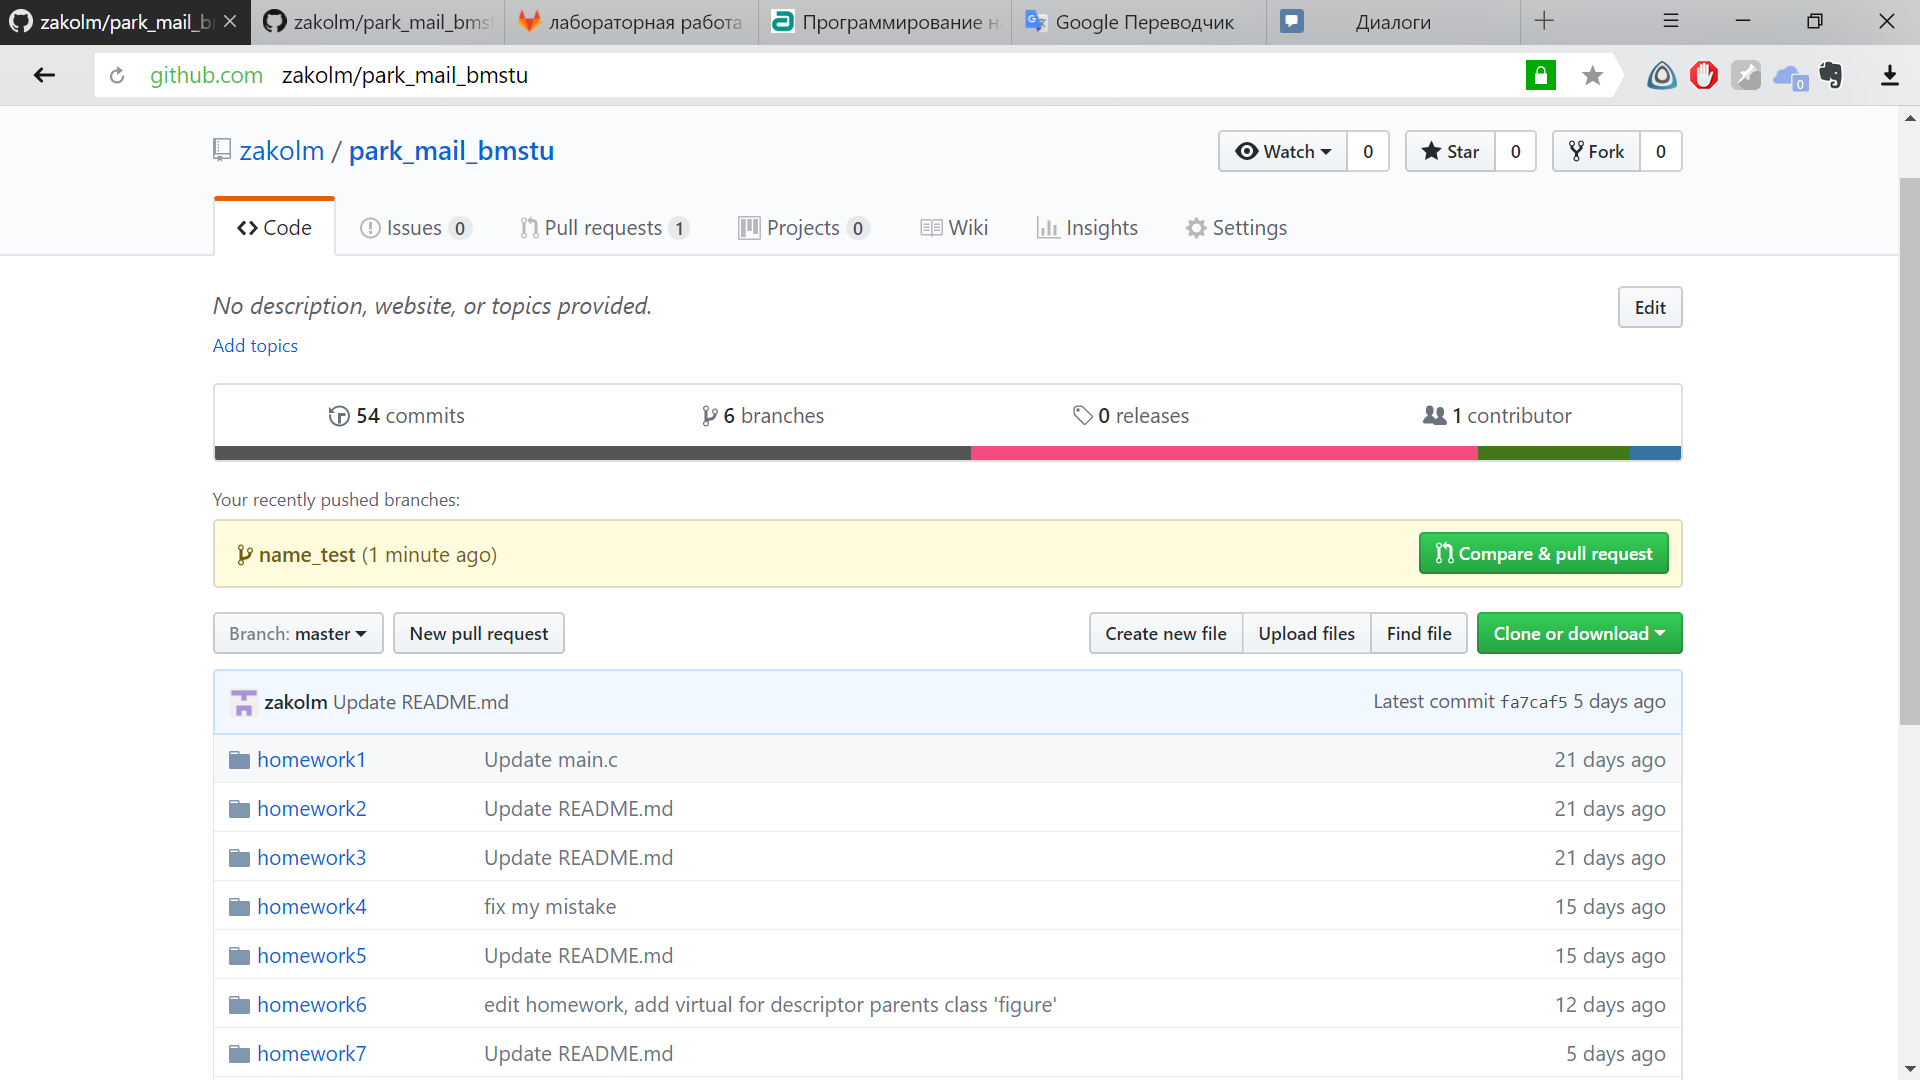 zakolm/park_mail_b
zakolm/park_mail_bmst
лабораторная работа
Программирование н
Google Переводчик
Диалоги
github.com zakolm/park_mail_bmstu
0
zakolm / park_mail_bmstu
Watch 0
Star 0
Fork 0
Code
Issues 0
Pull requests 1
Projects 0
Wiki
Insights
Settings
No description, website, or topics provided.
Edit
Add topics
54 commits
6 branches
0 releases
1 contributor
Your recently pushed branches:
name_test (1 minute ago)
Compare & pull request
Branch: master
New pull request
Create new file
Upload files
Find file
Clone or download
zakolm Update README.md
Latest commit fa7caf5 5 days ago
homework1 Update main.c 21 days ago
homework2 Update README.md 21 days ago
homework3 Update README.md 21 days ago
homework4 fix my mistake 15 days ago
homework5 Update README.md 15 days ago
homework6 edit homework, add virtual for descriptor parents class 'figure' 12 days ago
homework7 Update README.md 5 days ago